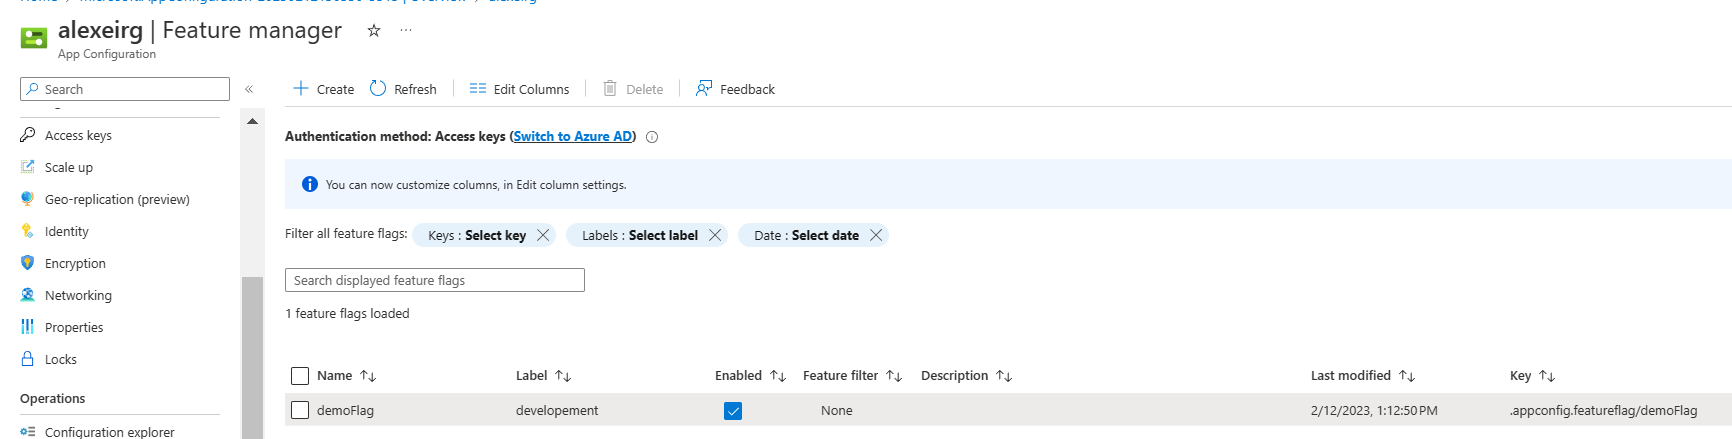 alexeirg | Feature manager
App Configuration
Search
Access keys
Scale up
Geo-replication (preview)
Identity
Encryption
Networking
Properties
Locks
Operations
Configuration explorer
Create Refresh Edit Columns Delete Feedback
Authentication method: Access keys (Switch to Azure AD)
You can now customize columns, in Edit column settings.
Filter all feature flags: Keys : Select key Labels : Select label Date : Select date
Search displayed feature flags
1 feature flags loaded
Name Label Enabled Feature filter Description Last modified Key
demoFlag developement None 2/12/2023, 1:12:50 PM .appconfig.featureflag/demoFlag